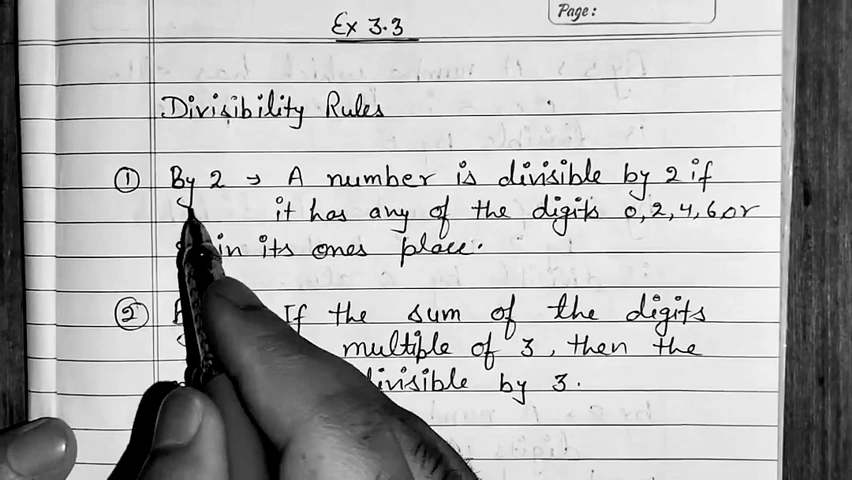 Page:
Ex 3.3
Divisibility Rules
① By 2 → A number is divisible by 2 if
it has any of the digits 0, 2, 4, 6, or
in its ones place.
② If the sum of the digits
multiple of 3, then the
divisible by 3.